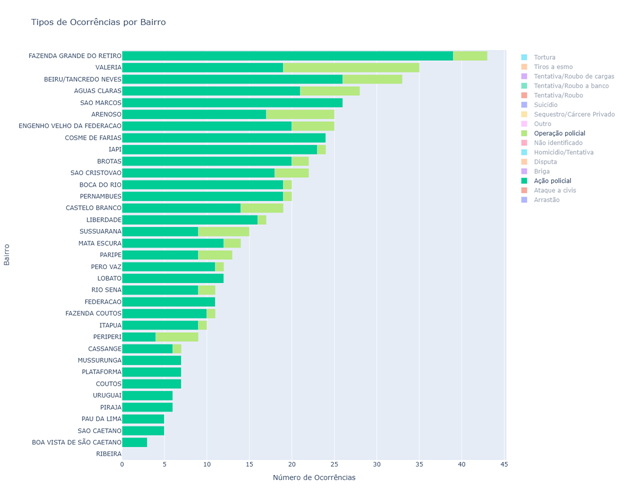 Tipos de Ocorrências por Bairro
FAZENDA GRANDE DO RETIRO
VALERIA
BEIRU/TANCREDO NEVES
AGUAS CLARAS
SAO MARCOS
ARENOSO
ENGENHO VELHO DA FEDERACAO
COSME DE FARIAS
IAPI
BROTAS
SAO CRISTOVAO
BOCA DO RIO
PERNAMBUES
CASTELO BRANCO
LIBERDADE
SUSSUARANA
MATA ESCURA
PARIPE
PERO VAZ
LOBATO
RIO SENA
FEDERACAO
FAZENDA COUTOS
ITAPUA
PERIPERI
CASSANGE
MUSSURUNGA
PLATAFORMA
COUTOS
URUGUAI
PIRAJA
PAU DA LIMA
SAO CAETANO
BOA VISTA DE SÃO CAETANO
RIBEIRA
Bairro
0 5 10 15 20 25 30 35 40 45
Número de Ocorrências
Tortura
Tiros a esmo
Tentativa/Roubo de cargas
Tentativa/Roubo a banco
Tentativa/Roubo
Suicídio
Sequestro/Cárcere Privado
Outro
Operação policial
Não Identificado
Homicidio/Tentativa
Disputa
Briga
Ação policial
Ataque a civis
Arrastão